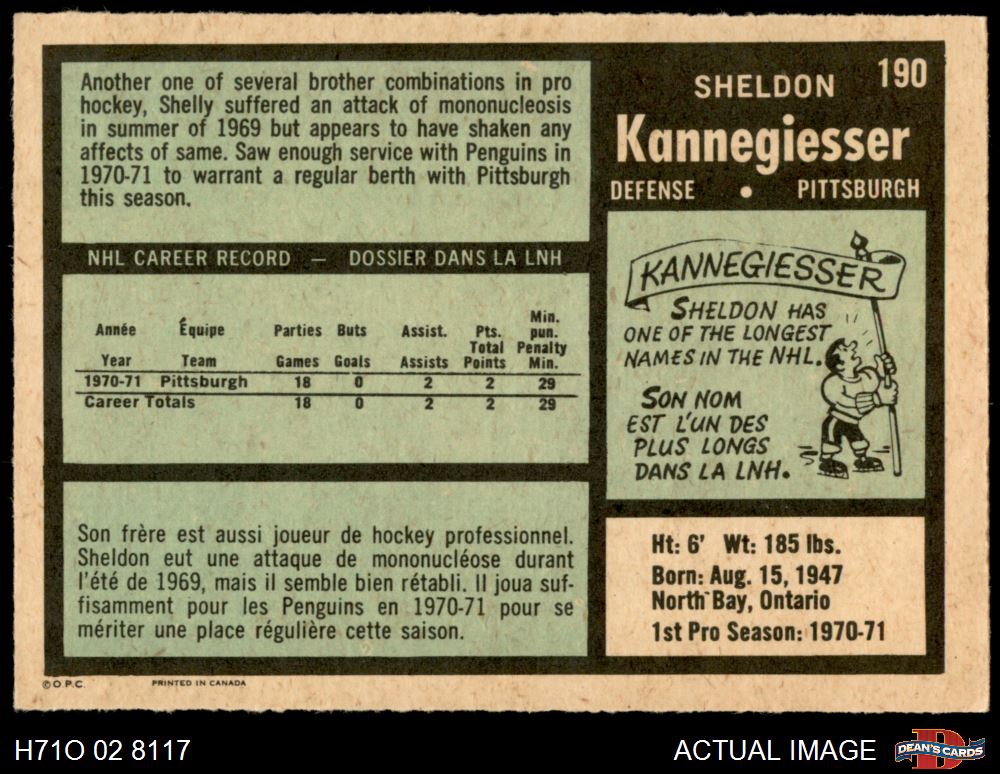 Another one of several brother combinations in pro
hockey, Shelly suffered an attack of mononucleosis
in summer of 1969 but appears to have shaken any
affects of same. Saw enough service with Penguins in
1970-71 to warrant a regular berth with Pittsburgh
this season.
NHL CAREER RECORD — DOSSIER DANS LA LNH
Année Équipe Parties Buts Assist. Pts. Min. pun.
Year Team Games Goals Assists Total Points Penalty Min.
1970-71 Pittsburgh 18 0 2 2 29
Career Totals 18 0 2 2 29
Son frère est aussi joueur de hockey professionnel.
Sheldon eut une attaque de mononucléose durant
l'été de 1969, mais il semble bien rétabli. Il joua suf-
fisamment pour les Penguins en 1970-71 pour se
mériter une place régulière cette saison.
190
SHELDON
Kannegiesser
DEFENSE • PITTSBURGH
KANNEGIESSER
SHELDON HAS
ONE OF THE LONGEST
NAMES IN THE NHL.
SON NOM
EST L'UN DES
PLUS LONGS
DANS LA LNH.
Ht: 6' Wt: 185 lbs.
Born: Aug. 15, 1947
North Bay, Ontario
1st Pro Season: 1970-71
© O.P.C. PRINTED IN CANADA
H71O 02 8117
ACTUAL IMAGE
D
DEAN'S CARDS